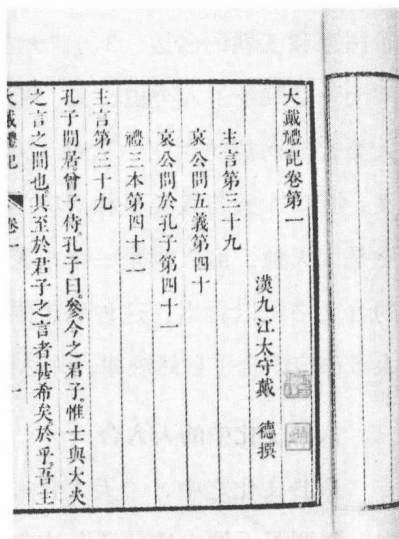 大戴禮記卷第一
漢九江太守戴　德撰
主言第三十九
哀公問五義第四十
哀公問於孔子第四十一
禮三本第四十二
主言第三十九
孔子閒居曾子侍孔子曰參今之君子惟士與大夫
之言之間也其至於君子之言者甚希矣於乎吾主
大戴禮記　卷一